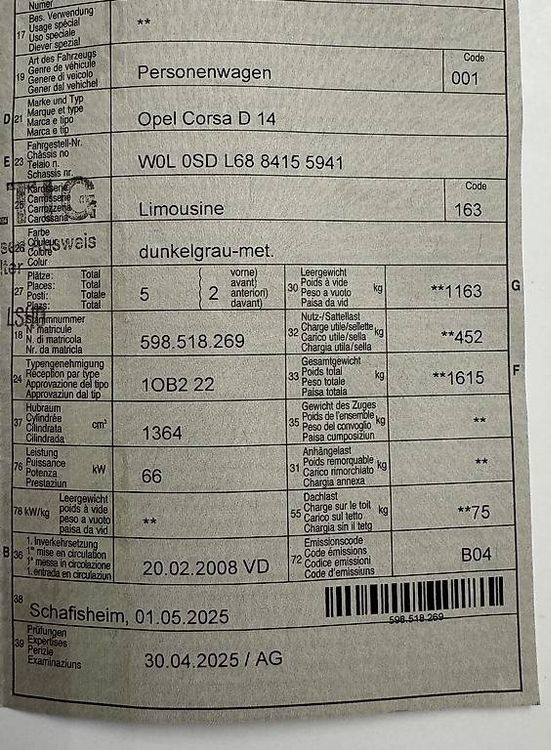 Numer
17 Bes. Verwendung
Usage spécial
Uso speciale
Diever spezial
**
19 Art des Fahrzeugs
Genre de véhicule
Genere di veicolo
Gener dal vehichel
Personenwagen
Code
001
D 21 Marke und Typ
Marque et type
Marca e tipo
Marca e tip
Opel Corsa D 14
E 23 Fahrgestell-Nr.
Châssis no
Telaio n.
Schassis nr.
W0L 0SD L68 8415 5941
25 Karosserie
Carrosserie
Carrozzeria
Carossaria
Limousine
Code
163
26 Farbe
Couleur
Colore
Colur
dunkelgrau-met.
ausweis
27 Plätze: Total
Places: Total
Posti: Totale
Plazs: Total
5
( vorne)
( avant)
( anteriori)
( davant)
2
30 Leergewicht
Poids à vide
Peso a vuoto
Paisa da vid
kg
**1163
G
18 Stammnummer
N° matricule
N. di matricola
Nr. da matricla
598.518.269
32 Nutz-/Sattellast
Charge utile/sellette
Carico utile/sella
Chargia utila/sella
kg
**452
24 Typengenehmigung
Réception par type
Approvazione del tipo
Approvaziun dal tip
1OB2 22
33 Gesamtgewicht
Poids total
Peso totale
Paisa totala
kg
**1615
F
37 Hubraum
Cylindrée
Cilindrata
Cilindrada
cm³
1364
35 Gewicht des Zuges
Poids de l'ensemble
Peso del convoglio
Paisa cumposiziun
kg
**
76 Leistung
Puissance
Potenza
Prestaziun
kW
66
31 Anhängelast
Poids remorquable
Carico rimorchiato
Chargia annexa
kg
**
78 kW/kg
Leergewicht
poids à vide
peso a vuoto
paisa da vid
**
55 Dachlast
Charge sur le toit
Carico sul tetto
Chargia sin il tetg
kg
**75
B 36 1. Inverkehrsetzung
1re mise en circulation
1a messa in circolazione
1. entrada en circulaziun
20.02.2008 VD
72 Emissionscode
Code émissions
Codice emissioni
Code d'emissiuns
B04
38
Schafisheim, 01.05.2025
598.518.269
39 Prüfungen
Expertises
Perizie
Examinaziuns
30.04.2025 / AG